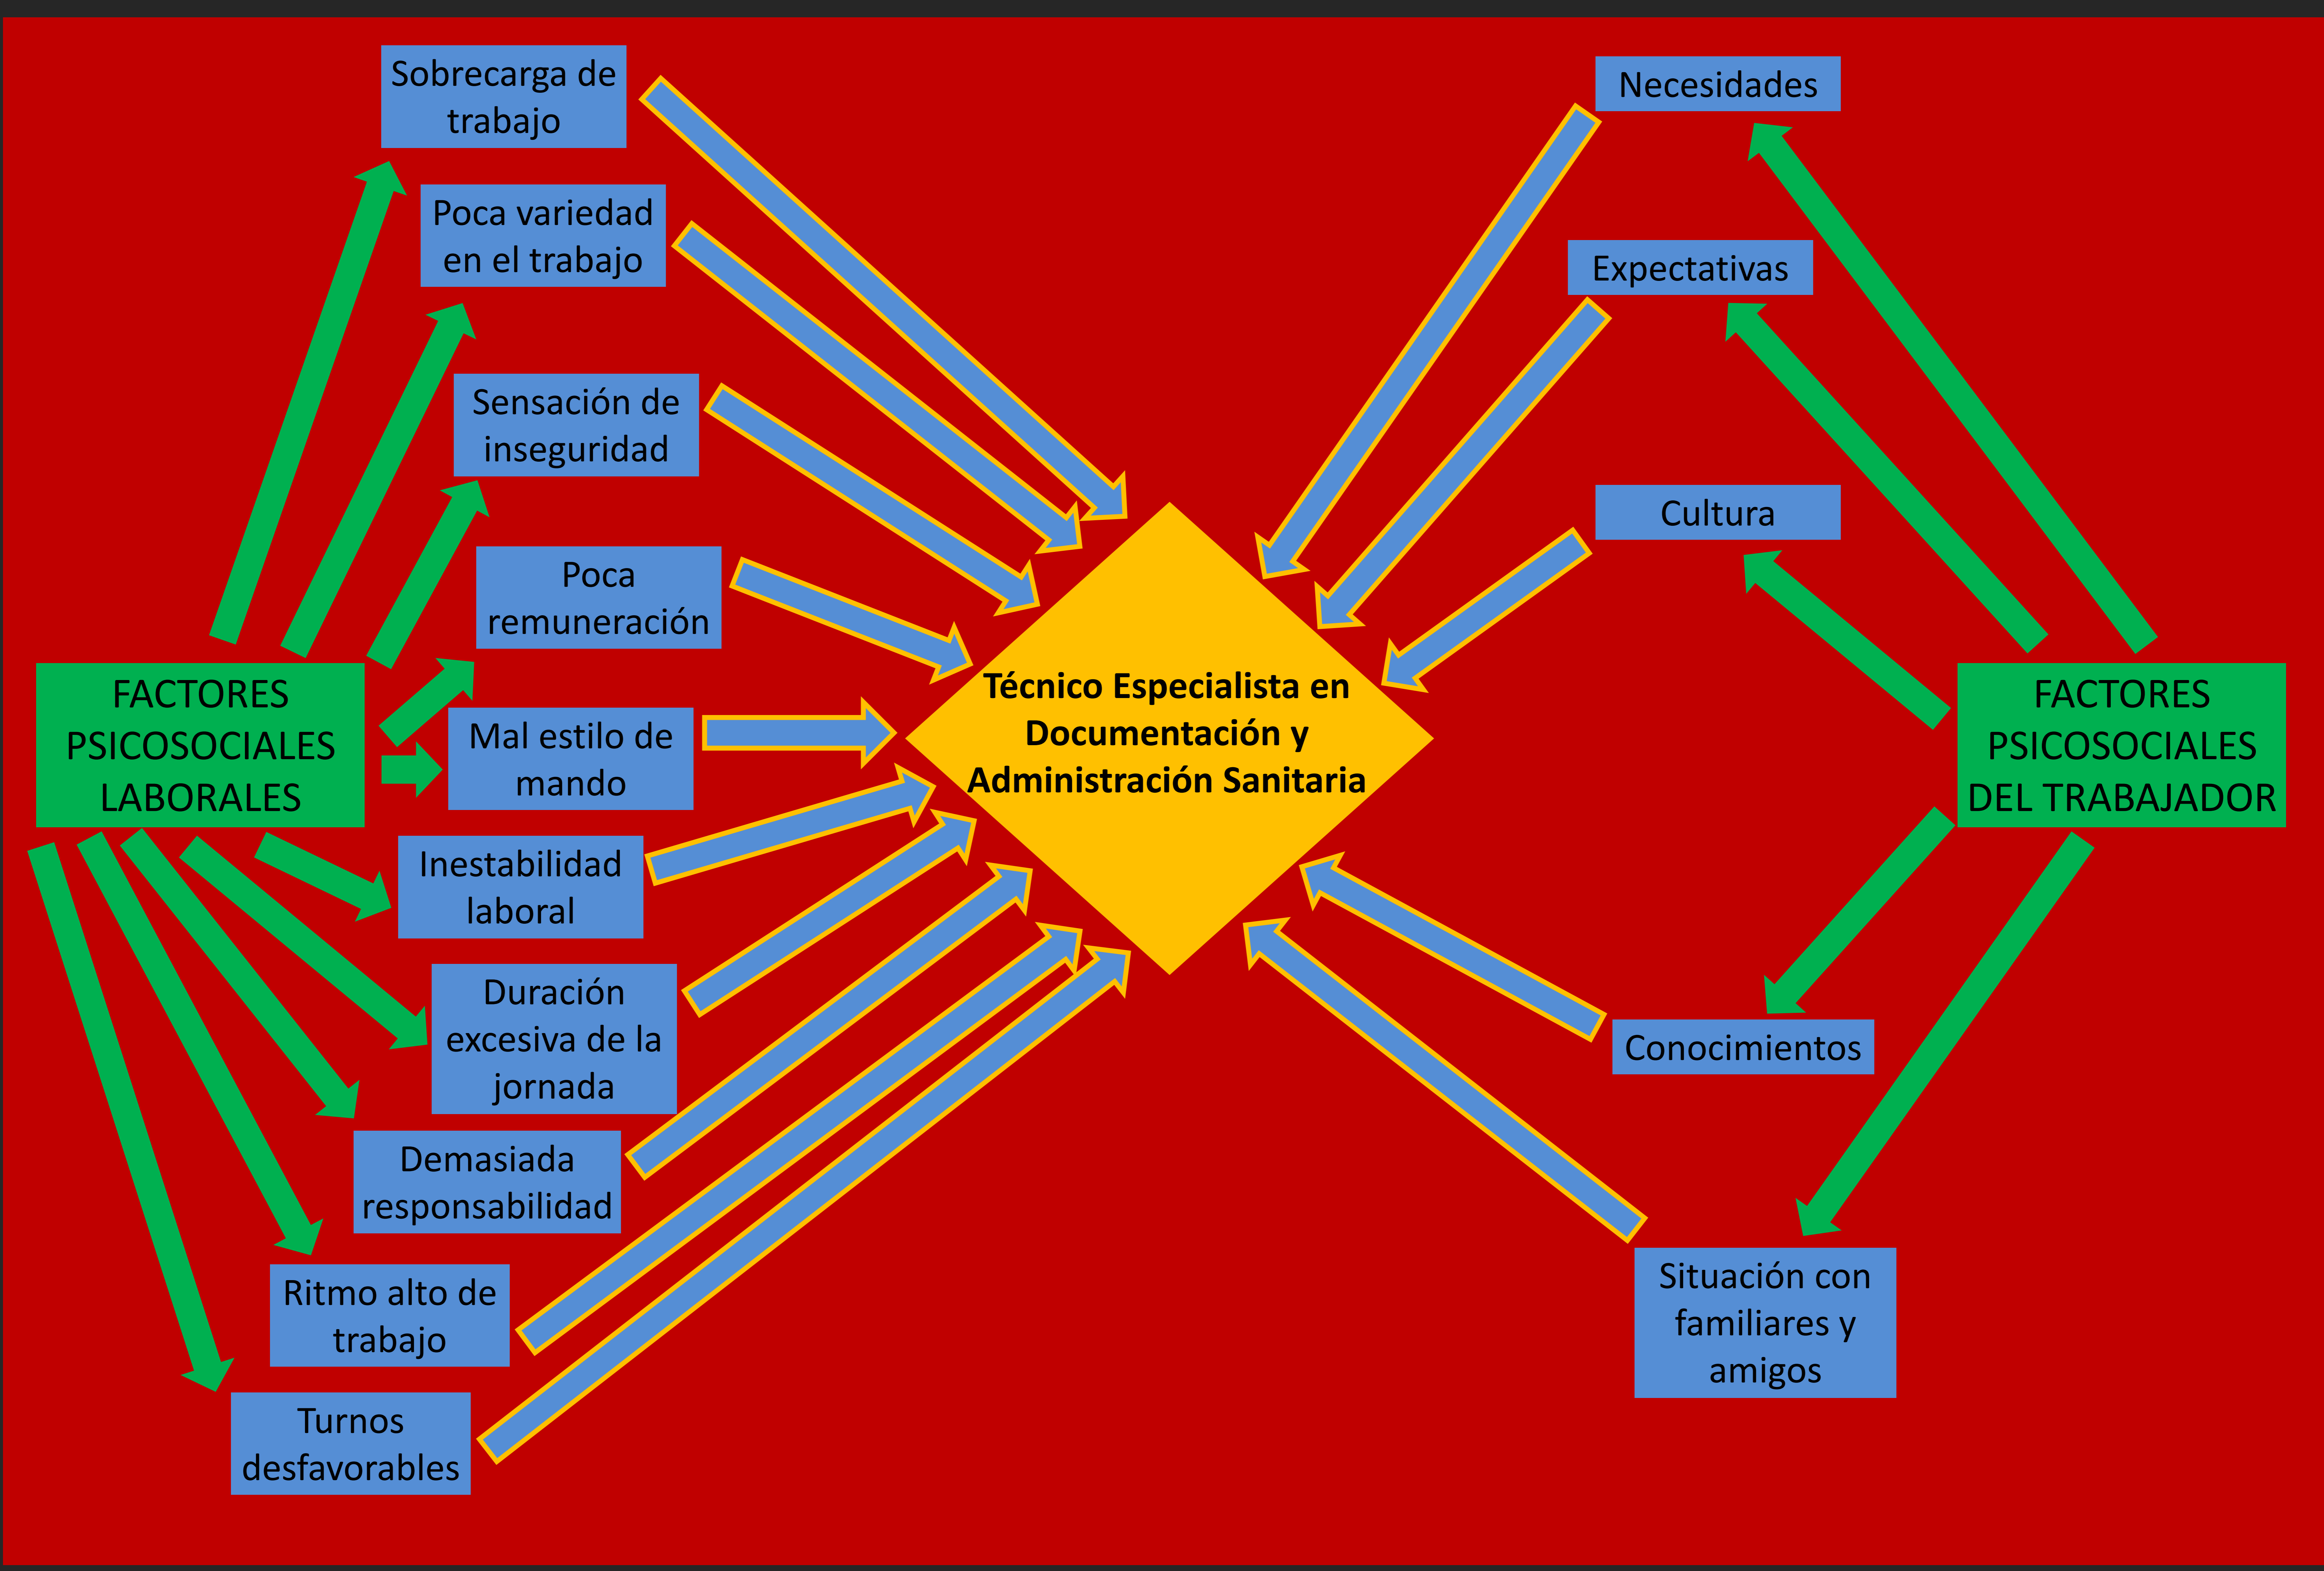 Sobrecarga de
trabajo
Poca variedad
en el trabajo
Sensación de
inseguridad
Poca
remuneración
FACTORES
PSICOSOCIALES
LABORALES
Mal estilo de
mando
Inestabilidad
laboral
Duración
excesiva de la
jornada
Demasiada
responsabilidad
Ritmo alto de
trabajo
Turnos
desfavorables
Técnico Especialista en
Documentación y
Administración Sanitaria
Necesidades
Expectativas
Cultura
FACTORES
PSICOSOCIALES
DEL TRABAJADOR
Conocimientos
Situación con
familiares y
amigos